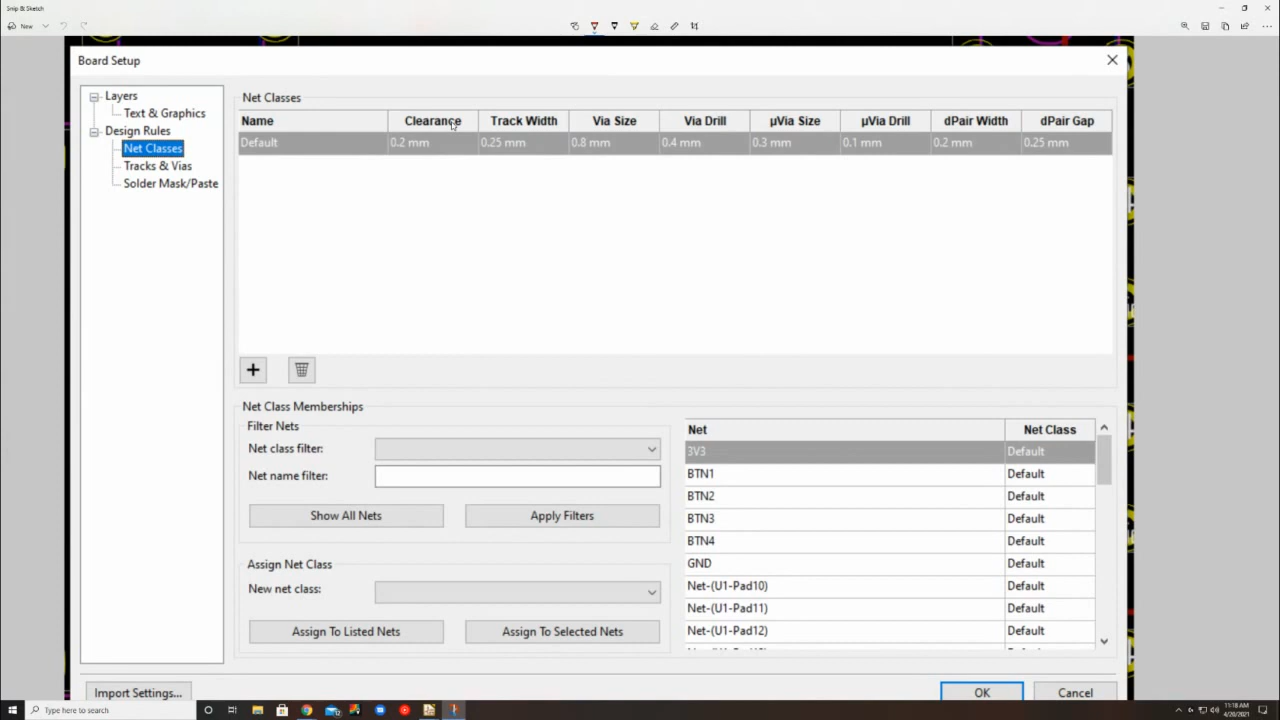 Snip & Sketch
New
Board Setup
Layers
Text & Graphics
Design Rules
Net Classes
Tracks & Vias
Solder Mask/Paste
Net Classes
Name Clearance Track Width Via Size Via Drill µVia Size µVia Drill dPair Width dPair Gap
Default 0.2 mm 0.25 mm 0.8 mm 0.4 mm 0.3 mm 0.1 mm 0.2 mm 0.25 mm
Net Class Memberships
Filter Nets
Net class filter:
Net name filter:
Show All Nets Apply Filters
Assign Net Class
New net class:
Assign To Listed Nets Assign To Selected Nets
Net Net Class
3V3 Default
BTN1 Default
BTN2 Default
BTN3 Default
BTN4 Default
GND Default
Net-(U1-Pad10) Default
Net-(U1-Pad11) Default
Net-(U1-Pad12) Default
Import Settings... OK Cancel
Type here to search
11:18 AM
4/20/2021